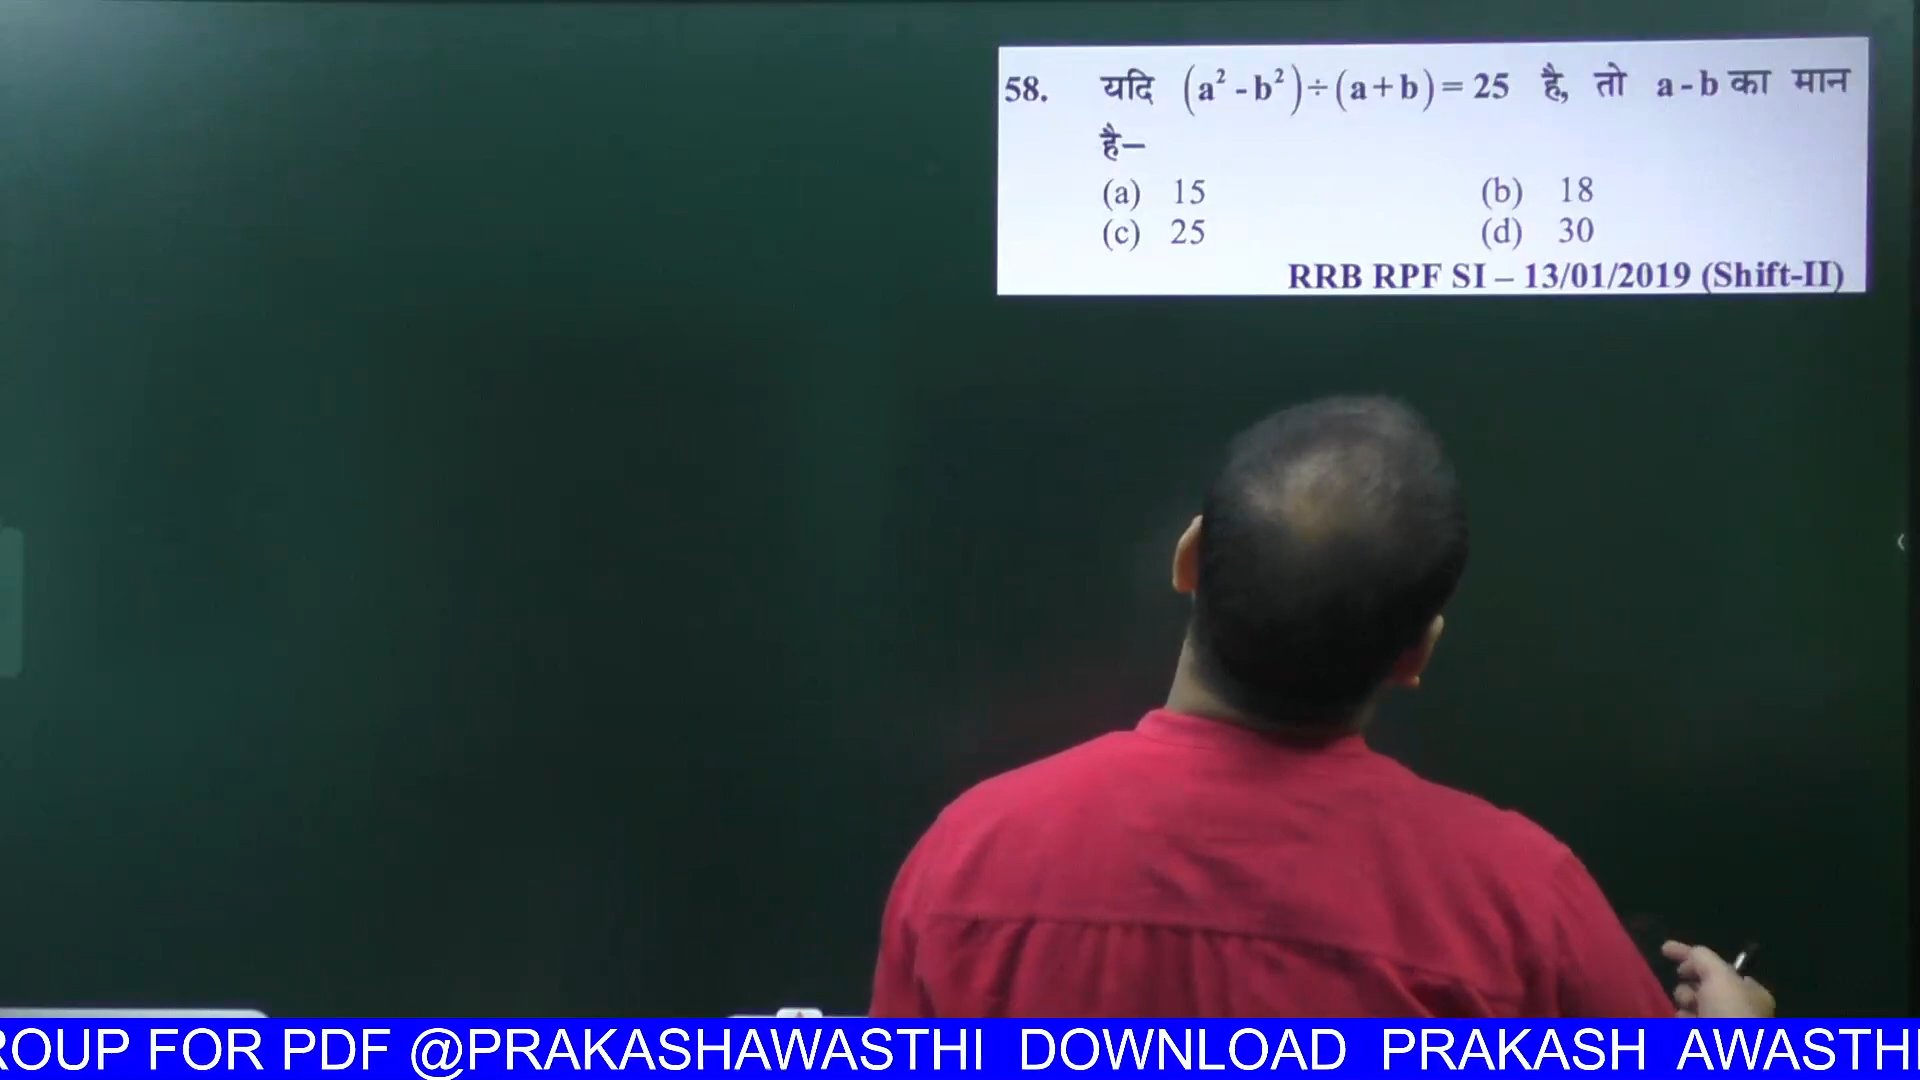 58. यदि (a² - b²) ÷ (a + b) = 25 है, तो a - b का मान
है–
(a) 15 (b) 18
(c) 25 (d) 30
RRB RPF SI – 13/01/2019 (Shift-II)
ROUP FOR PDF @PRAKASHAWASTHI DOWNLOAD PRAKASH AWASTHI